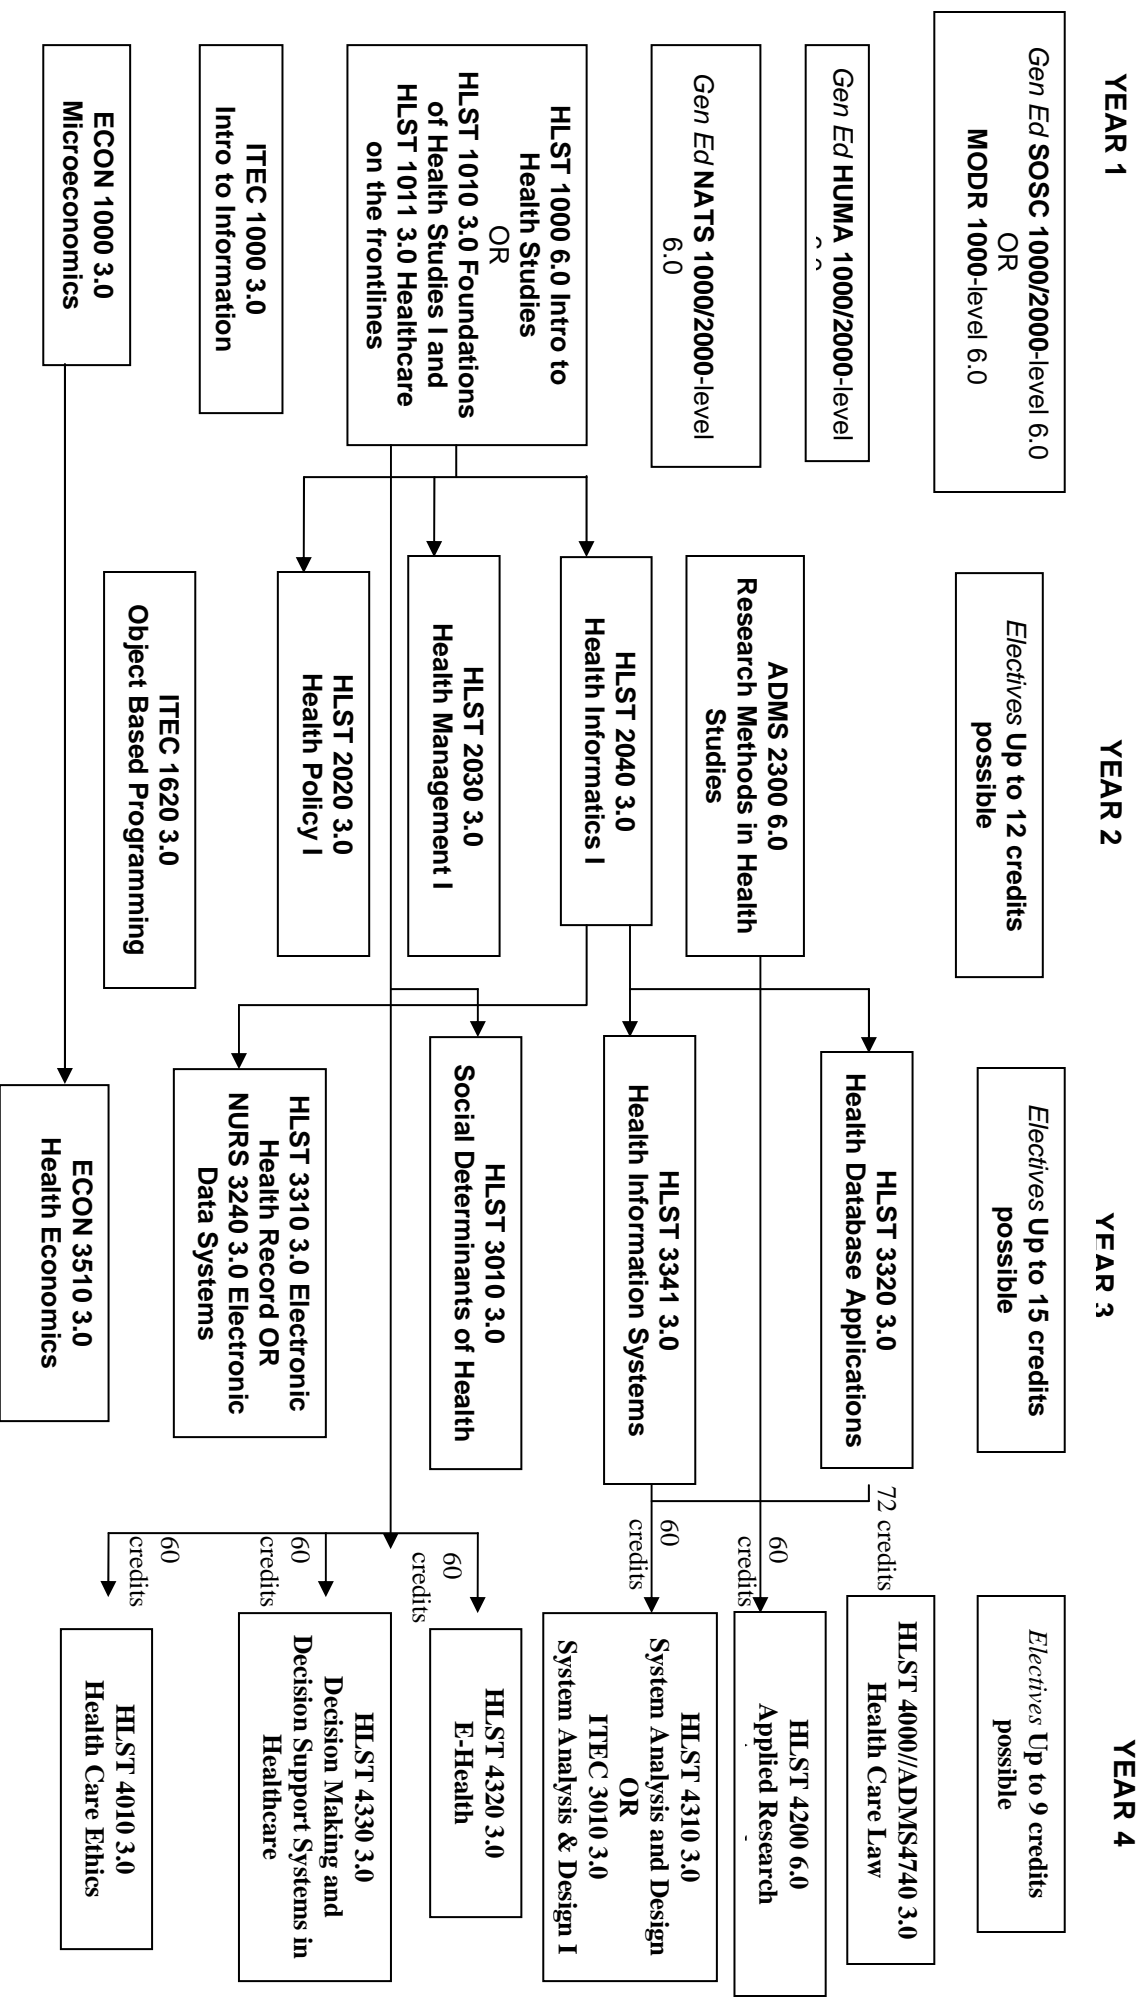 YEAR 1
Gen Ed SOSC 1000/2000-level 6.0
OR
MODR 1000-level 6.0
Gen Ed HUMA 1000/2000-level
Gen Ed NATS 1000/2000-level
6.0
HLST 1000 6.0 Intro to
Health Studies
OR
HLST 1010 3.0 Foundations
of Health Studies I and
HLST 1011 3.0 Healthcare
on the frontlines
ITEC 1000 3.0
Intro to Information
ECON 1000 3.0
Microeconomics
YEAR 2
Electives Up to 12 credits
possible
ADMS 2300 6.0
Research Methods in Health
Studies
HLST 2040 3.0
Health Informatics I
HLST 2030 3.0
Health Management I
HLST 2020 3.0
Health Policy I
ITEC 1620 3.0
Object Based Programming
YEAR 3
Electives Up to 15 credits
possible
HLST 3320 3.0
Health Database Applications
HLST 3341 3.0
Health Information Systems
HLST 3010 3.0
Social Determinants of Health
HLST 3310 3.0 Electronic
Health Record OR
NURS 3240 3.0 Electronic
Data Systems
ECON 3510 3.0
Health Economics
YEAR 4
Electives Up to 9 credits
possible
72 credits
HLST 4000//ADMS4740 3.0
Health Care Law
60
credits
HLST 4200 6.0
Applied Research
60
credits
HLST 4310 3.0
System Analysis and Design
OR
ITEC 3010 3.0
System Analysis & Design I
60
credits
HLST 4320 3.0
E-Health
60
credits
HLST 4330 3.0
Decision Making and
Decision Support Systems in
Healthcare
60
credits
HLST 4010 3.0
Health Care Ethics